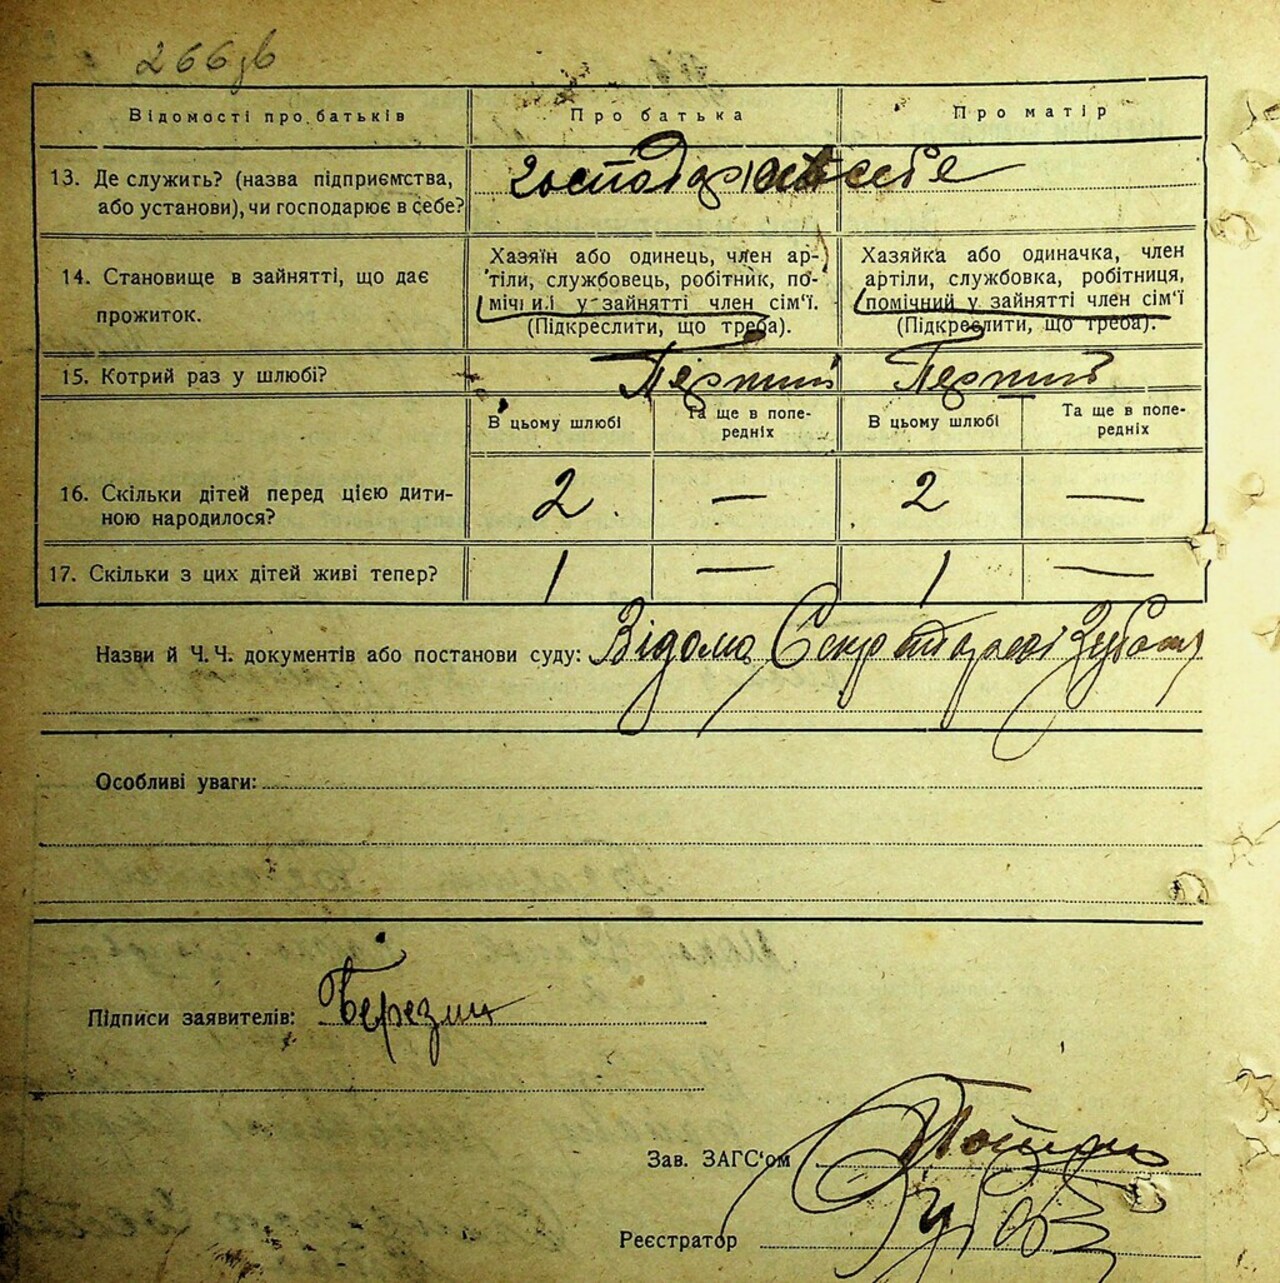 266зв
Відомості про батьків Про батька Про матір
13. Де служить? (назва підприємства, або установи), чи господарює в себе?
господарює в себе
14. Становище в зайнятті, що дає прожиток.
Хазяїн або одинець, член ар-
тіли, службовець, робітник, по-
мічний у зайнятті член сім'ї.
(Підкреслити, що треба).
Хазяйка або одиначка, член
артіли, службовка, робітниця,
помічний у зайнятті член сім'ї
(Підкреслити, що треба).
15. Котрий раз у шлюбі? Перший Перший
В цьому шлюбі Та ще в попе-
редніх В цьому шлюбі Та ще в попе-
редніх
16. Скільки дітей перед цією дити-
ною народилося? 2 — 2 —
17. Скільки з цих дітей живі тепер? 1 — 1 —
Назви й Ч. Ч. документів або постанови суду: Відомо
Особливі уваги:
Підписи заявителів: Березин
Зав. ЗАГС'ом
Реєстратор